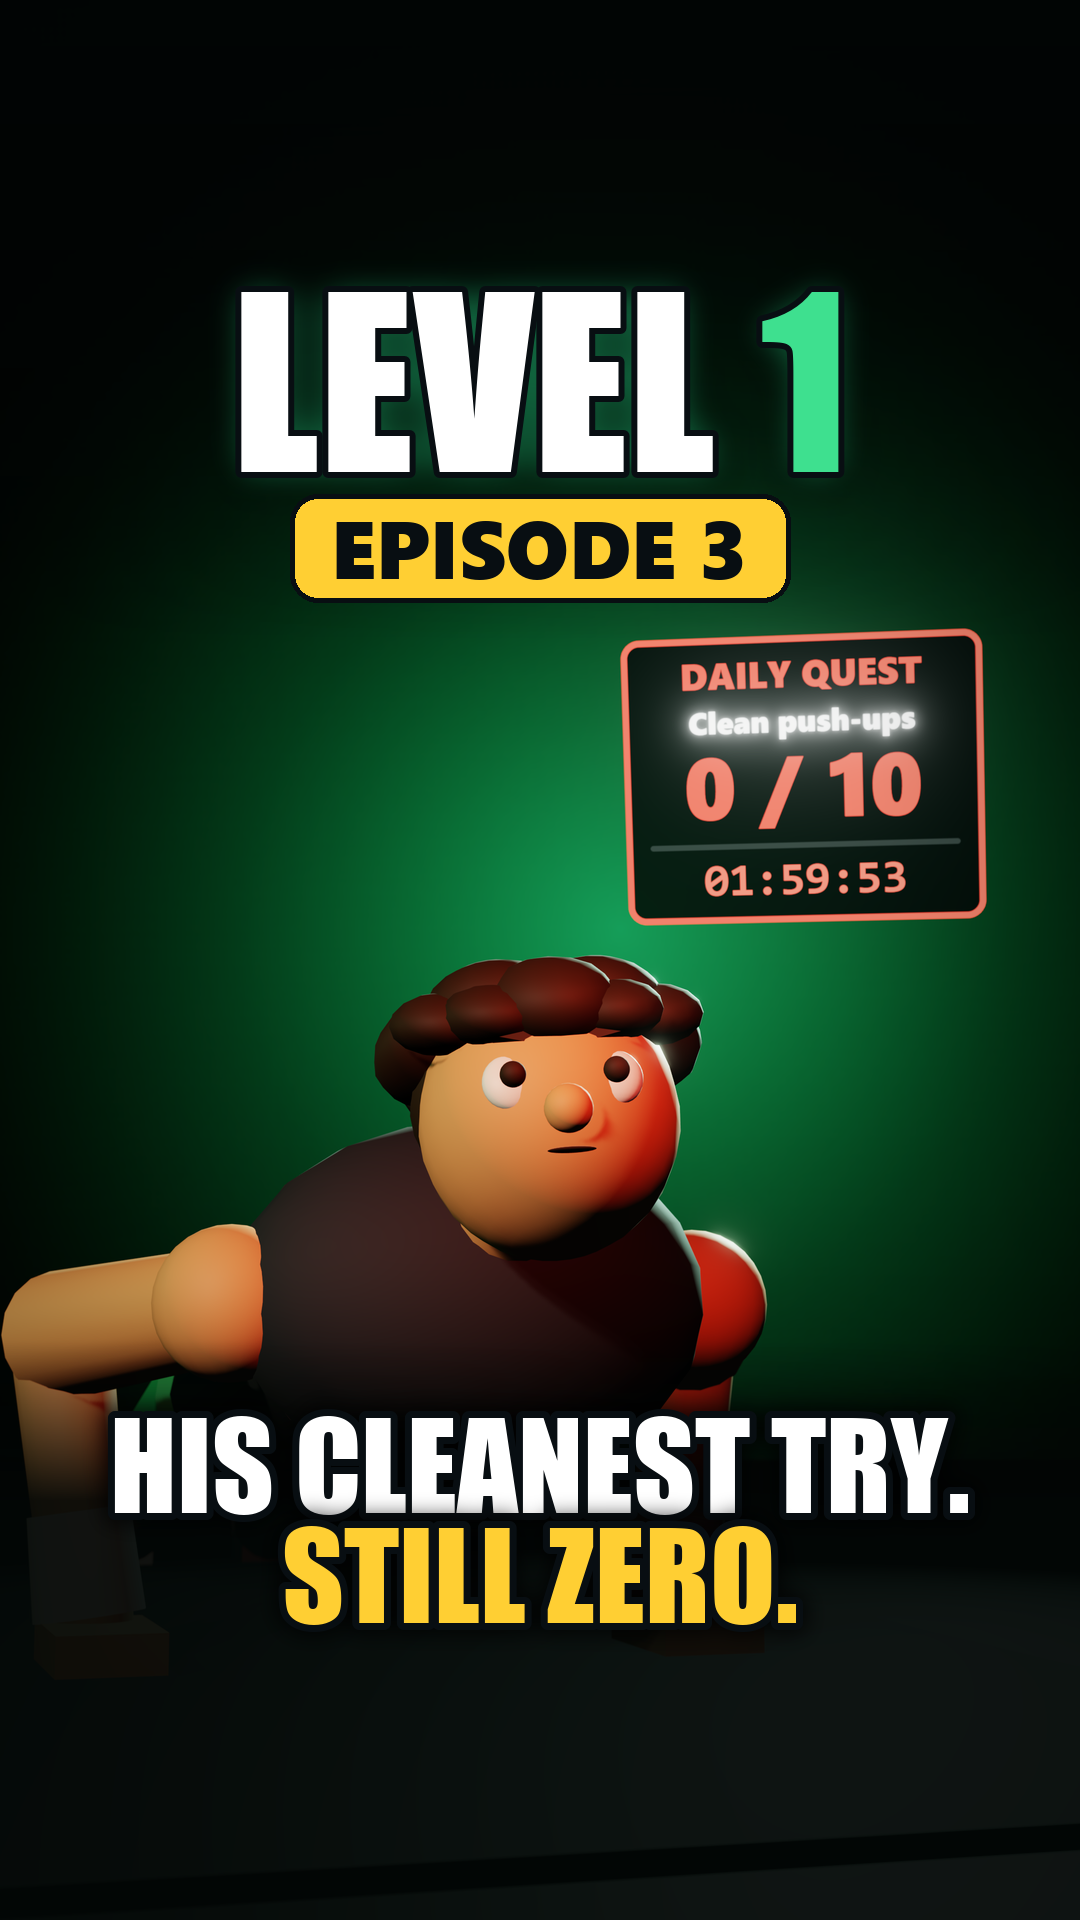 LEVEL 1
EPISODE 3
DAILY QUEST
Clean push-ups
0 / 10
01:59:53
HIS CLEANEST TRY.
STILL ZERO.